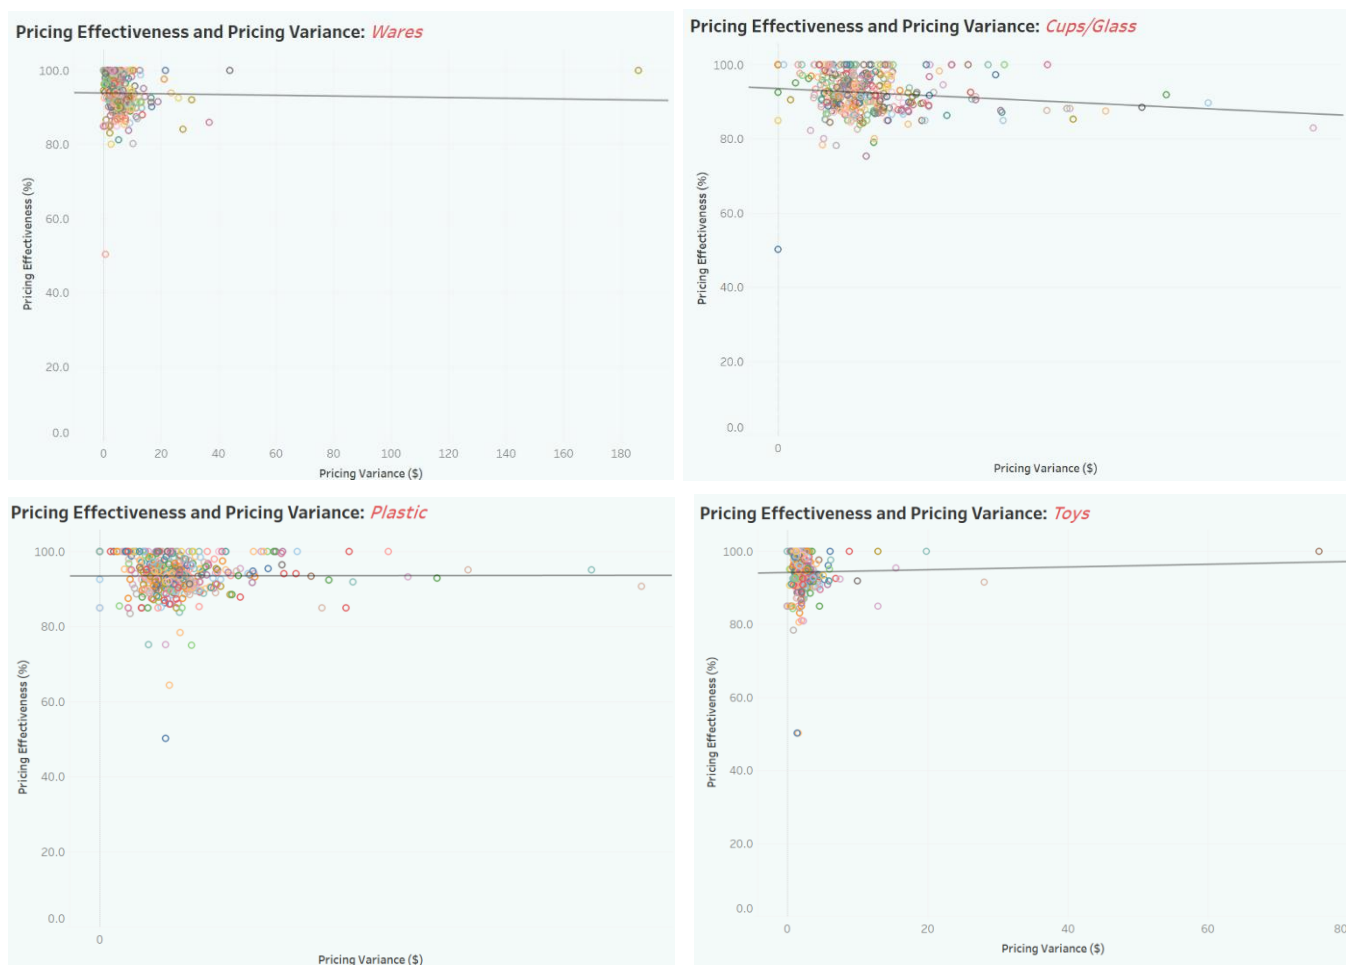 Pricing Effectiveness and Pricing Variance: Wares
Pricing Effectiveness (%)
100.0
80.0
60.0
40.0
20.0
0.0
0 20 40 60 80 100 120 140 160 180
Pricing Variance ($)
Pricing Effectiveness and Pricing Variance: Cups/Glass
Pricing Effectiveness (%)
100.0
80.0
60.0
40.0
20.0
0.0
0
Pricing Variance ($)
Pricing Effectiveness and Pricing Variance: Plastic
Pricing Effectiveness (%)
100.0
80.0
60.0
40.0
20.0
0.0
0
Pricing Variance ($)
Pricing Effectiveness and Pricing Variance: Toys
Pricing Effectiveness (%)
100.0
80.0
60.0
40.0
20.0
0.0
0 20 40 60 80
Pricing Variance ($)